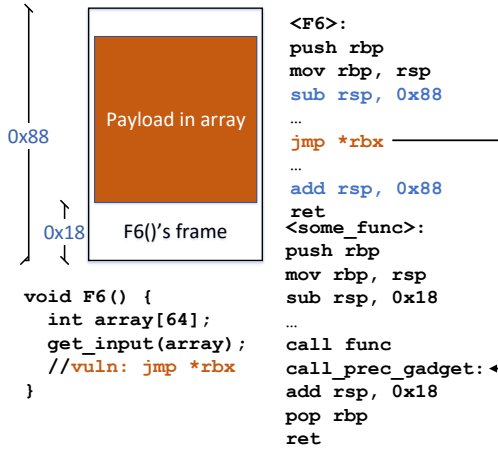 0x88
Payload in array
0x18
F6()'s frame
void F6() {
int array[64];
get_input(array);
//vuln: jmp *rbx
}
<F6>:
push rbp
mov rbp, rsp
sub rsp, 0x88
…
jmp *rbx
…
add rsp, 0x88
ret
<some_func>:
push rbp
mov rbp, rsp
sub rsp, 0x18
…
call func
call_prec_gadget:
add rsp, 0x18
pop rbp
ret